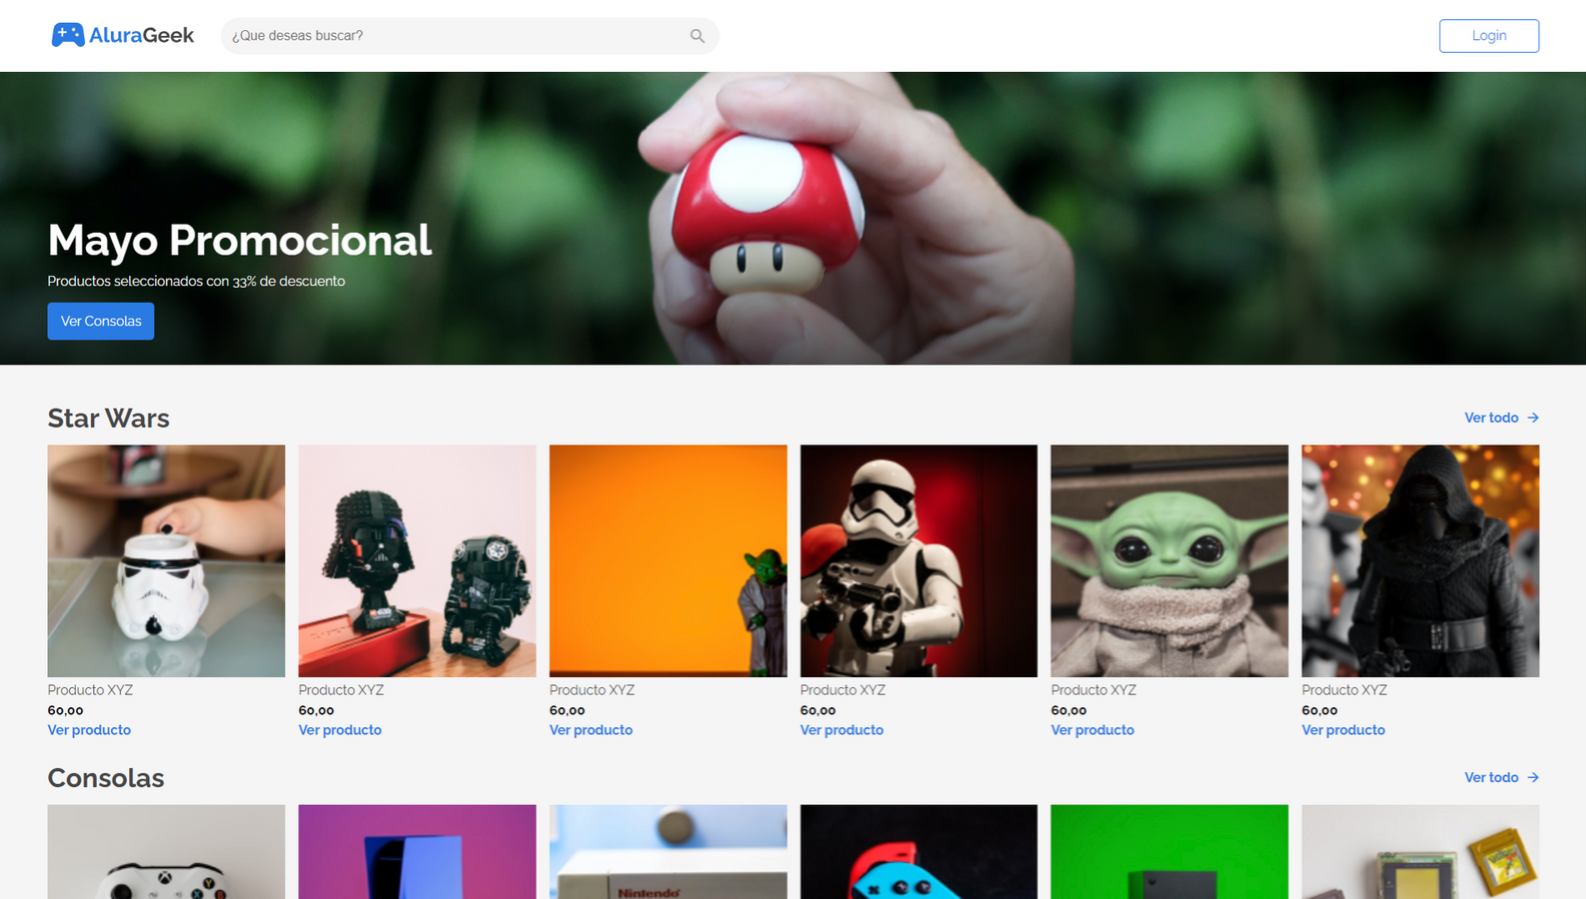 AluraGeek
¿Que deseas buscar?
Login
Mayo Promocional
Productos seleccionados con 33% de descuento
Ver Consolas
Star Wars
Ver todo →
Producto XYZ
60,00
Ver producto
Producto XYZ
60,00
Ver producto
Producto XYZ
60,00
Ver producto
Producto XYZ
60,00
Ver producto
Producto XYZ
60,00
Ver producto
Producto XYZ
60,00
Ver producto
Consolas
Ver todo →
X
Y
B
Nintendo